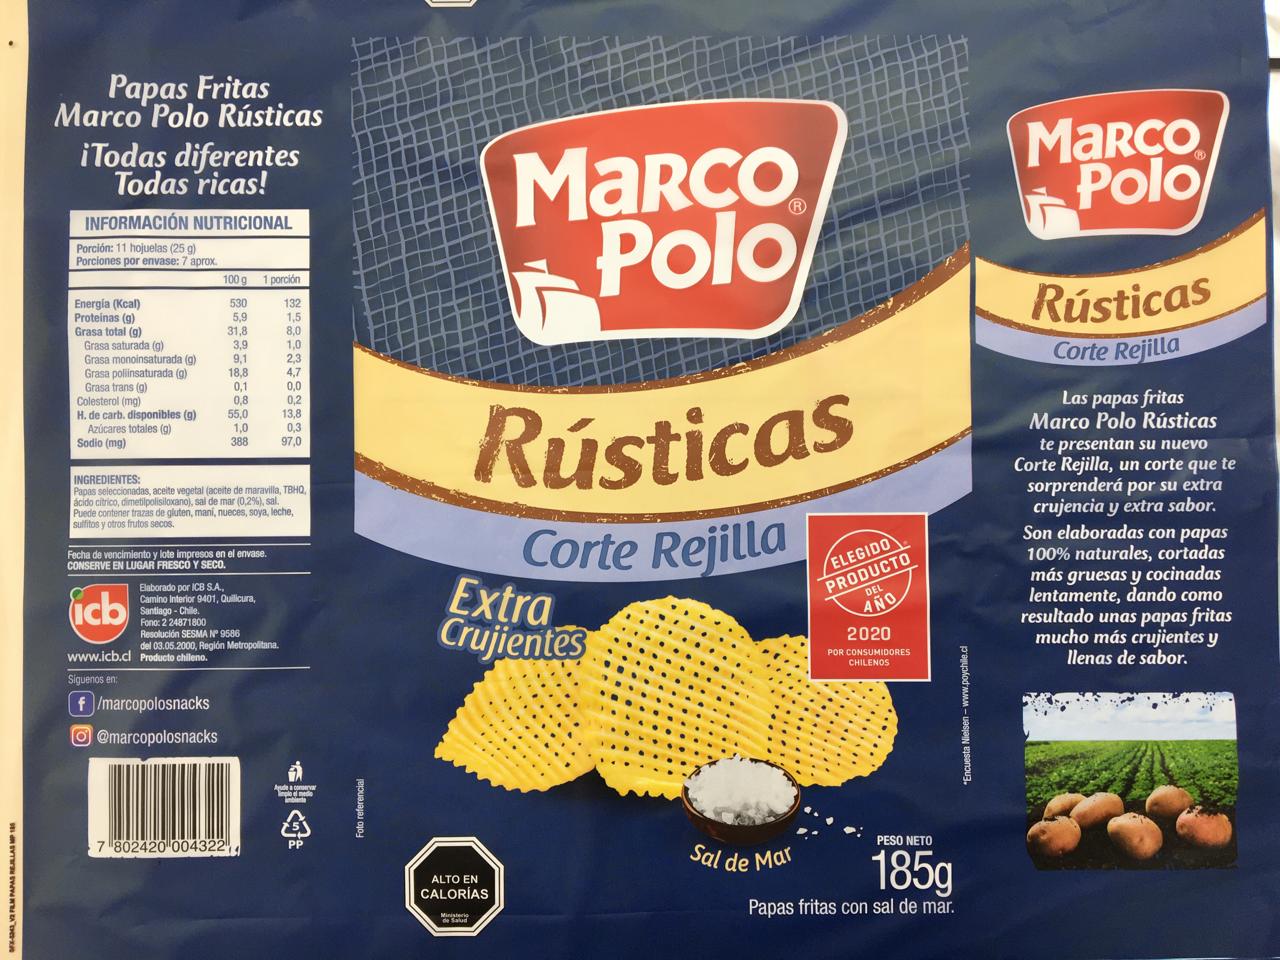 Papas Fritas
Marco Polo Rústicas
¡Todas diferentes
Todas ricas!
INFORMACIÓN NUTRICIONAL
Porción: 11 hojuelas (25 g)
Porciones por envase: 7 aprox.
100 g 1 porción
Energía (Kcal) 530 132
Proteínas (g) 5,9 1,5
Grasa total (g) 31,8 8,0
Grasa saturada (g) 3,9 1,0
Grasa monoinsaturada (g) 9,1 2,3
Grasa poliinsaturada (g) 18,8 4,7
Grasa trans (g) 0,1 0,0
Colesterol (mg) 0,8 0,2
H. de carb. disponibles (g) 55,0 13,8
Azúcares totales (g) 1,0 0,3
Sodio (mg) 388 97,0
INGREDIENTES:
Papas seleccionadas, aceite vegetal (aceite de maravilla, TBHQ,
ácido cítrico, dimetilpolisiloxano), sal de mar (0,2%), sal.
Puede contener trazas de gluten, maní, nueces, soya, leche,
sulfitos y otros frutos secos.
Fecha de vencimiento y lote impresos en el envase.
CONSERVE EN LUGAR FRESCO Y SECO.
icb
www.icb.cl
Elaborado por ICB S.A.,
Camino Interior 9401, Quilicura,
Santiago - Chile.
Fono: 2 24871800
Resolución SESMA Nº 9586
del 03.05.2000, Región Metropolitana.
Producto chileno.
Síguenos en:
/marcopolosnacks
@marcopolosnacks
7 802420 004322
Ayude a conservar
limpio el medio
ambiente
5
PP
MARCO
POLO ®
Rústicas
Corte Rejilla
Extra
Crujientes
ELEGIDO
PRODUCTO
DEL
AÑO
2020
POR CONSUMIDORES
CHILENOS
*Encuesta Nielsen – www.poychile.cl
Foto referencial
ALTO EN
CALORÍAS
Ministerio
de Salud
Sal de Mar
PESO NETO
185g
Papas fritas con sal de mar.
MARCO
POLO ®
Rústicas
Corte Rejilla
Las papas fritas
Marco Polo Rústicas
te presentan su nuevo
Corte Rejilla, un corte que te
sorprenderá por su extra
crujencia y extra sabor.
Son elaboradas con papas
100% naturales, cortadas
más gruesas y cocinadas
lentamente, dando como
resultado unas papas fritas
mucho más crujientes y
llenas de sabor.